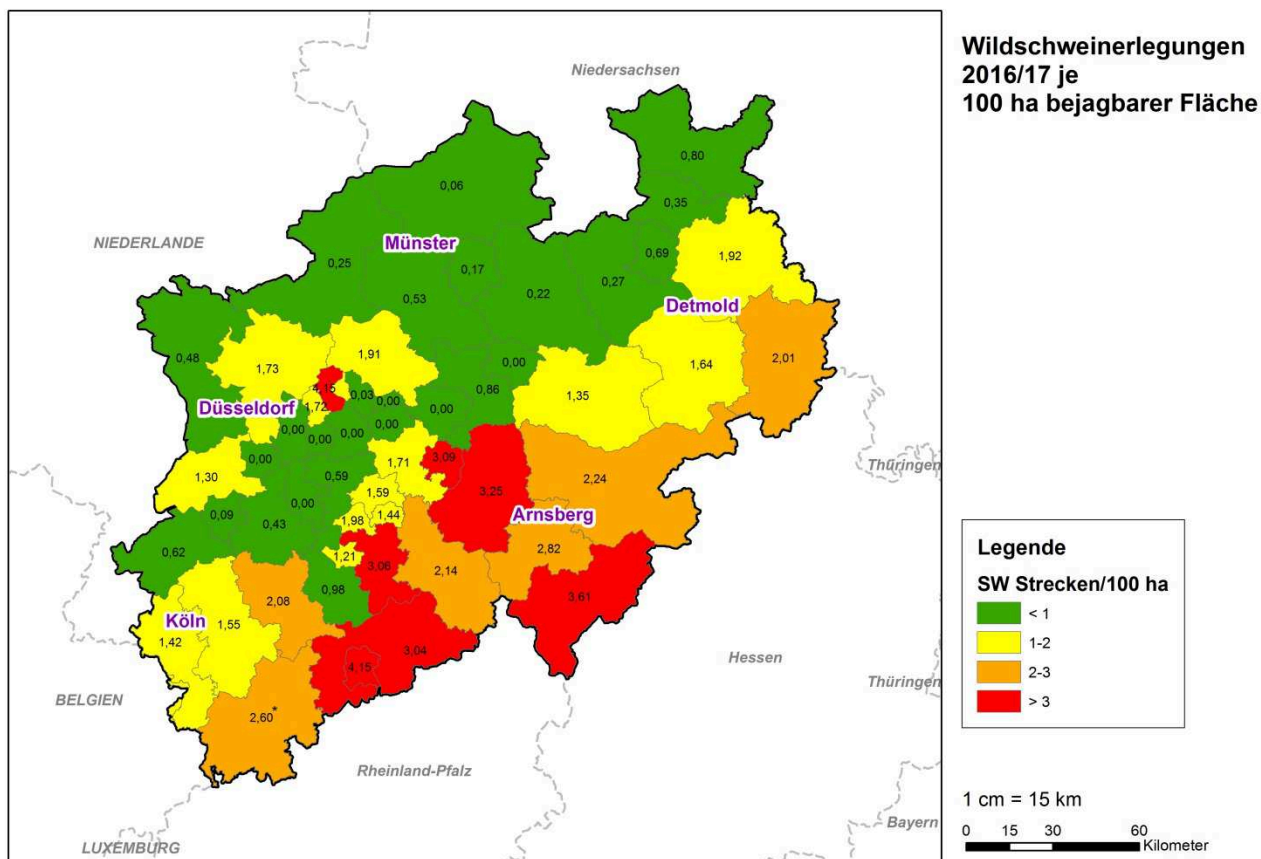 Wildschweinerlegungen
2016/17 je
100 ha bejagbarer Fläche
Niedersachsen
0,80
0,06
0,35
NIEDERLANDE
Münster
0,25
0,17
0,69
1,92
0,27
0,53
0,22
Detmold
0,48
1,73
1,91
0,00
1,64
2,01
4,15
0,03
0,86
1,35
Düsseldorf
1,72
0,00
0,00
0,00
0,00
0,00
0,00
0,00
1,71
3,09
Thüringen
1,30
0,59
2,24
1,59
3,25
0,00
0,09
0,43
1,98
1,44
Arnsberg
0,62
1,21
3,06
2,82
2,14
0,98
3,61
2,08
Köln
1,55
1,42
3,04
4,15
Hessen
Thüringen
BELGIEN
2,60*
Rheinland-Pfalz
Bayern
LUXEMBURG
Legende
SW Strecken/100 ha
< 1
1-2
2-3
> 3
1 cm = 15 km
0 15 30 60
Kilometer